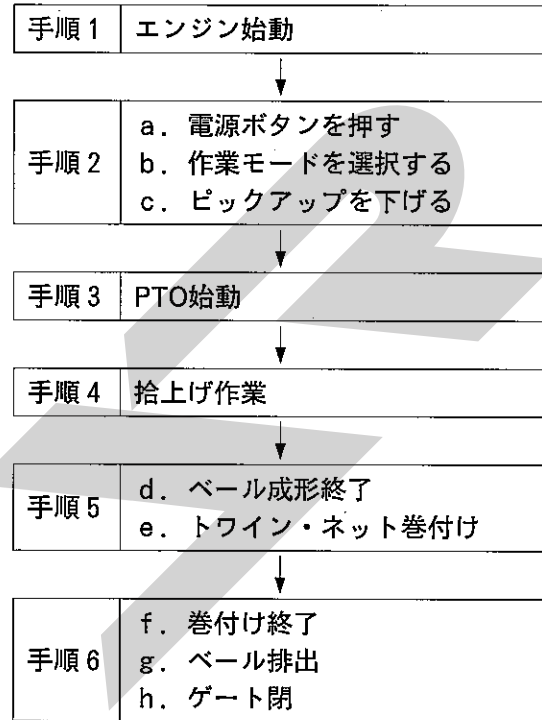 手順1 エンジン始動
a．電源ボタンを押す
手順2 b．作業モードを選択する
c．ピックアップを下げる
手順3 PTO始動
手順4 拾上げ作業
d．ベール成形終了
手順5
e．トワイン・ネット巻付け
f．巻付け終了
手順6 g．ベール排出
h．ゲート閉